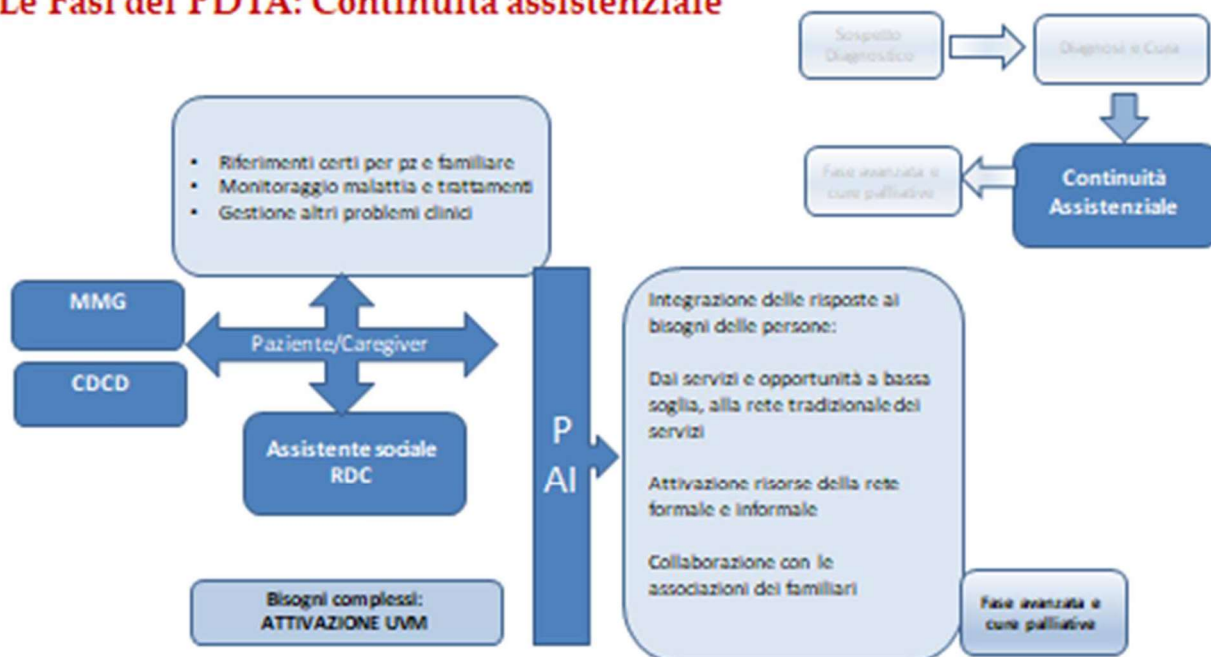 Le Fasi del PDTA: Continuità assistenziale
Sospetto
Diagnostico
Diagnosi e Cura
Fase avanzata e
cure palliative
Continuità
Assistenziale
• Riferimenti certi per pz e familiare
• Monitoraggio malattia e trattamenti
• Gestione altri problemi clinici
MMG
CDCD
Paziente/Caregiver
Assistente sociale
RDC
Bisogni complessi:
ATTIVAZIONE UVM
P
AI
Integrazione delle risposte ai
bisogni delle persone:
Dai servizi e opportunità a bassa
soglia, alla rete tradizionale dei
servizi
Attivazione risorse della rete
formale e informale
Collaborazione con le
associazioni dei familiari
Fase avanzata e
cure palliative